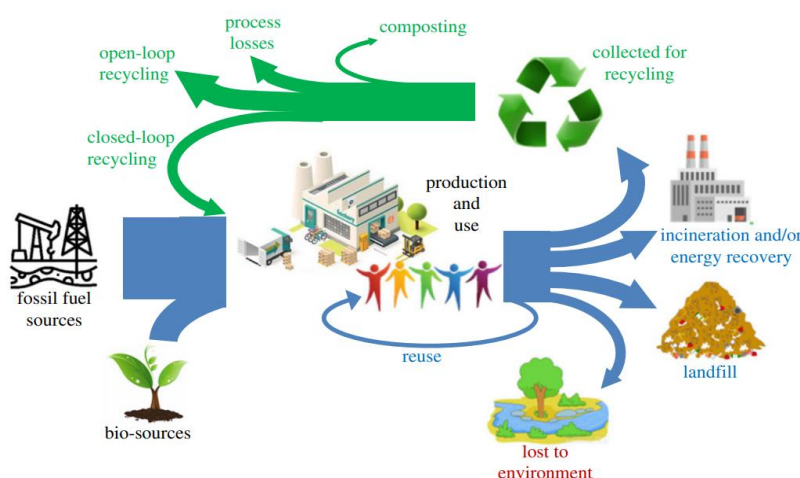 process
losses
composting
open-loop
recycling
collected for
recycling
closed-loop
recycling
factory
production
and
use
fossil fuel
sources
incineration and/or
energy recovery
reuse
landfill
bio-sources
lost to
environment